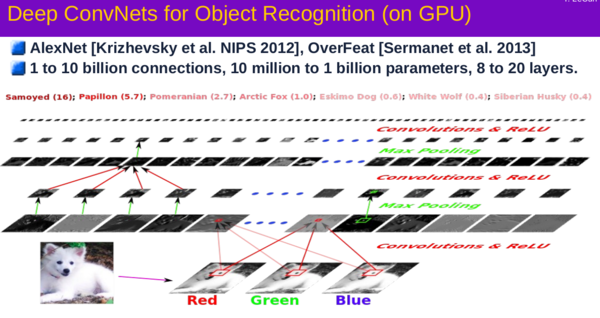 Y. LeCun
Deep ConvNets for Object Recognition (on GPU)
AlexNet [Krizhevsky et al. NIPS 2012], OverFeat [Sermanet et al. 2013]
1 to 10 billion connections, 10 million to 1 billion parameters, 8 to 20 layers.
Samoyed (16); Papillon (5.7); Pomeranian (2.7); Arctic Fox (1.0); Eskimo Dog (0.6); White Wolf (0.4); Siberian Husky (0.4)
Convolutions & ReLU
Max Pooling
Convolutions & ReLU
Max Pooling
Convolutions & ReLU
Red Green Blue